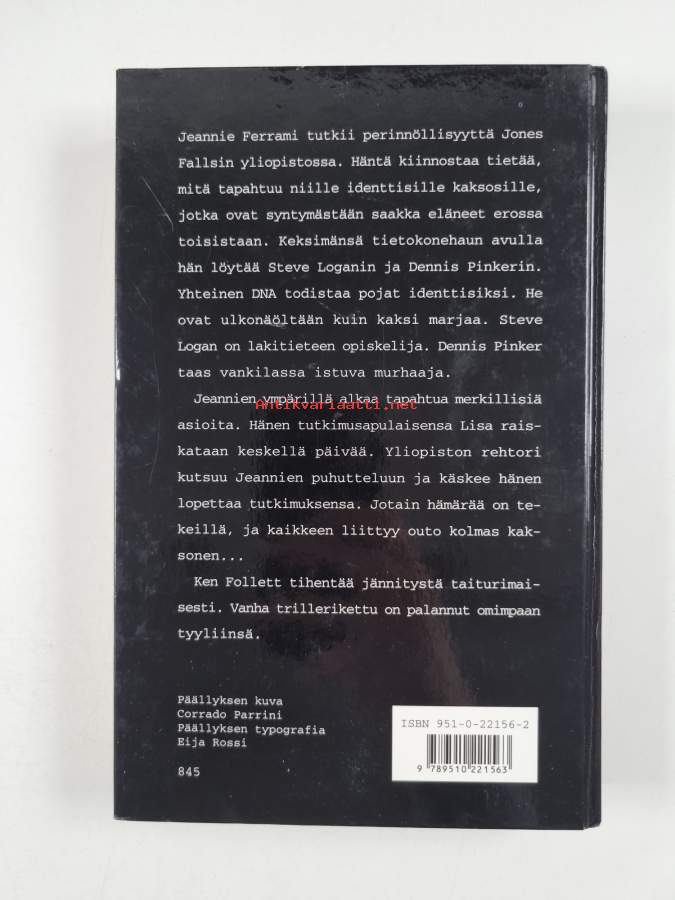 Jeannie Ferrami tutkii perinnöllisyyttä Jones
Fallsin yliopistossa. Häntä kiinnostaa tietää,
mitä tapahtuu niille identtisille kaksosille,
jotka ovat syntymästään saakka eläneet erossa
toisistaan. Keksimänsä tietokonehaun avulla
hän löytää Steve Loganin ja Dennis Pinkerin.
Yhteinen DNA todistaa pojat identtisiksi. He
ovat ulkonäöltään kuin kaksi marjaa. Steve
Logan on lakitieteen opiskelija. Dennis Pinker
taas vankilassa istuva murhaaja.
Jeannien ympärillä alkaa tapahtua merkillisiä
Antikvariaatti.net
asioita. Hänen tutkimusapulaisensa Lisa rais-
kataan keskellä päivää. Yliopiston rehtori
kutsuu Jeannien puhutteluun ja käskee hänen
lopettaa tutkimuksensa. Jotain hämärää on te-
keillä, ja kaikkeen liittyy outo kolmas kak-
sonen...
Ken Follett tihentää jännitystä taiturimai-
sesti. Vanha trillerikettu on palannut omimpaan
tyyliinsä.
Päällyksen kuva
Corrado Parrini
Päällyksen typografia
Eija Rossi
845
ISBN 951-0-22156-2
9 789510 221563